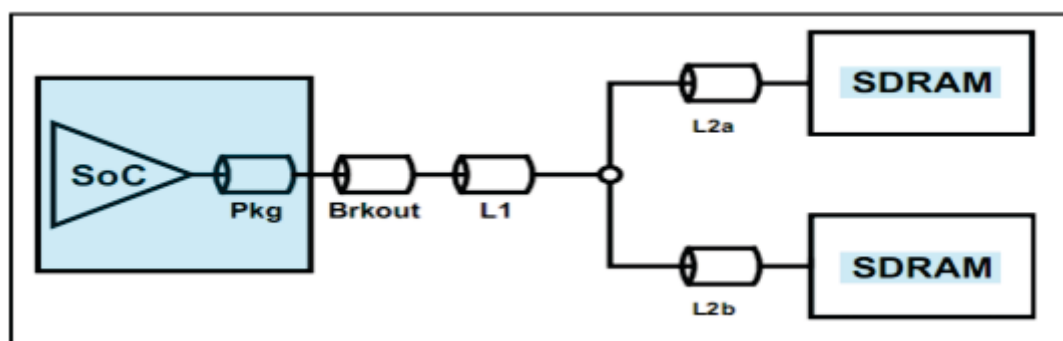 SDRAM
L2a
SoC
Pkg
Brkout
L1
SDRAM
L2b